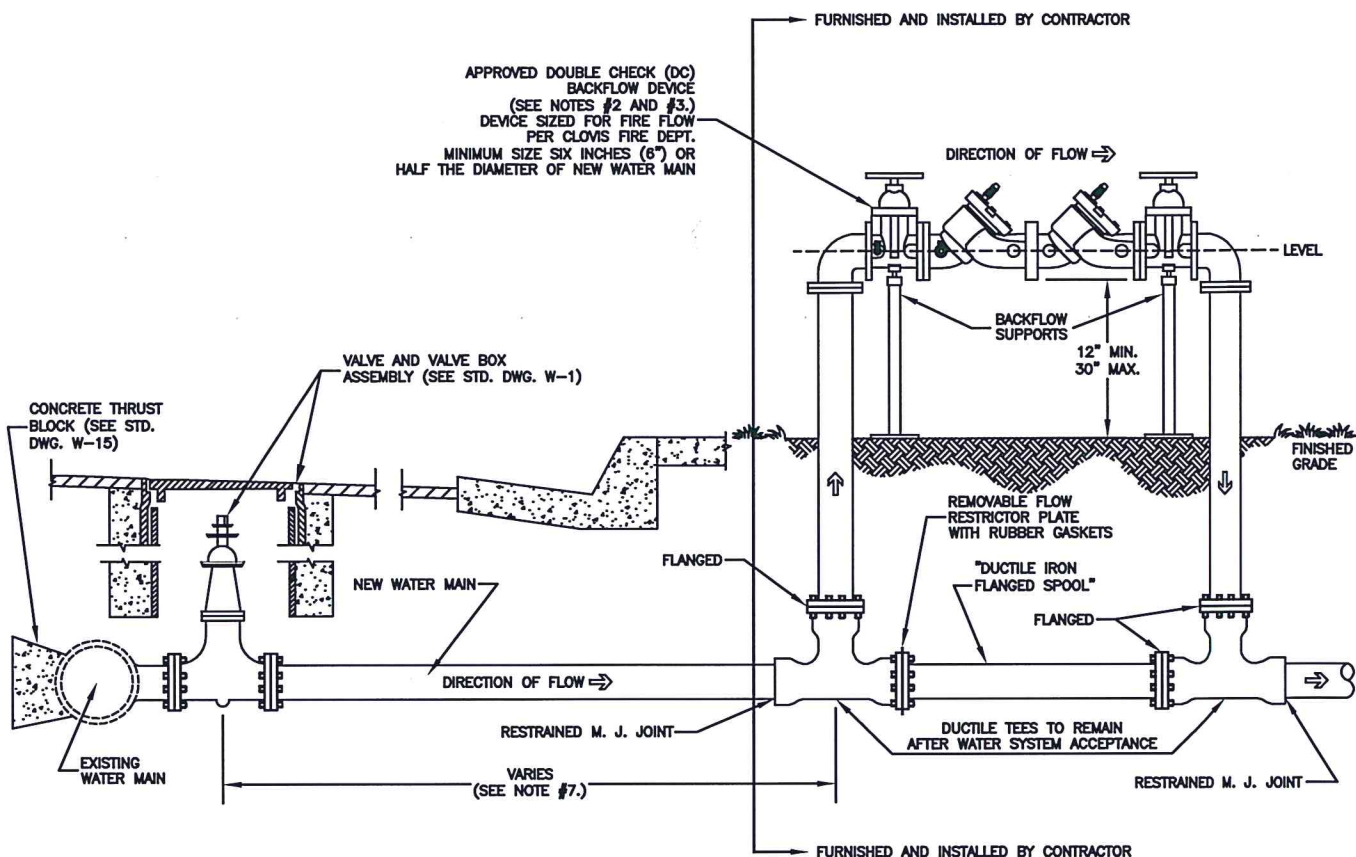 FURNISHED AND INSTALLED BY CONTRACTOR
APPROVED DOUBLE CHECK (DC)
BACKFLOW DEVICE
(SEE NOTES #2 AND #3.)
DEVICE SIZED FOR FIRE FLOW
PER CLOVIS FIRE DEPT.
MINIMUM SIZE SIX INCHES (6") OR
HALF THE DIAMETER OF NEW WATER MAIN
DIRECTION OF FLOW
LEVEL
BACKFLOW
SUPPORTS
12" MIN.
30" MAX.
VALVE AND VALVE BOX
ASSEMBLY (SEE STD. DWG. W-1)
CONCRETE THRUST
BLOCK (SEE STD.
DWG. W-15)
FINISHED
GRADE
REMOVABLE FLOW
RESTRICTOR PLATE
WITH RUBBER GASKETS
FLANGED
"DUCTILE IRON
FLANGED SPOOL"
NEW WATER MAIN
FLANGED
DIRECTION OF FLOW
RESTRAINED M. J. JOINT
DUCTILE TEES TO REMAIN
AFTER WATER SYSTEM ACCEPTANCE
EXISTING
WATER MAIN
VARIES
(SEE NOTE #7.)
RESTRAINED M. J. JOINT
FURNISHED AND INSTALLED BY CONTRACTOR